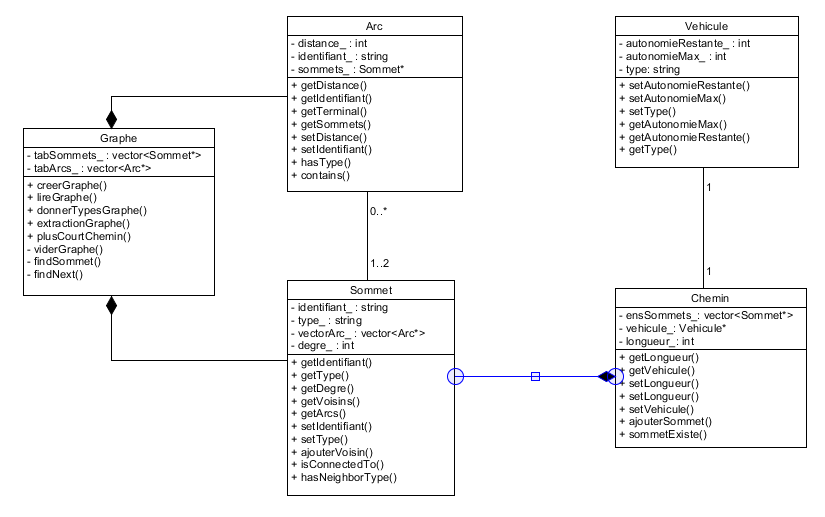 Arc
- distance_ : int
- identifiant_ : string
- sommets_ : Sommet*
+ getDistance()
+ getIdentifiant()
+ getTerminal()
+ getSommets()
+ setDistance()
+ setIdentifiant()
+ hasType()
+ contains()
Vehicule
- autonomieRestante_ : int
- autonomieMax_ : int
- type: string
+ setAutonomieRestante()
+ setAutonomieMax()
+ setType()
+ getAutonomieMax()
+ getAutonomieRestante()
+ getType()
Graphe
- tabSommets_ : vector<Sommet*>
- tabArcs_ : vector<Arc*>
+ creerGraphe()
+ lireGraphe()
+ donnerTypesGraphe()
+ extractionGraphe()
+ plusCourtChemin()
- viderGraphe()
- findSommet()
- findNext()
0..*
1..2
1
1
Sommet
- identifiant_ : string
- type_ : string
- vectorArc_ : vector<Arc*>
- degre_ : int
+ getIdentifiant()
+ getType()
+ getDegre()
+ getVoisins()
+ getArcs()
+ setIdentifiant()
+ setType()
+ ajouterVoisin()
+ isConnectedTo()
+ hasNeighborType()
Chemin
- ensSommets_: vector<Sommet*>
- vehicule_: Vehicule*
- longueur_: int
+ getLongueur()
+ getVehicule()
+ setLongueur()
+ setLongueur()
+ setVehicule()
+ ajouterSommet()
+ sommetExiste()